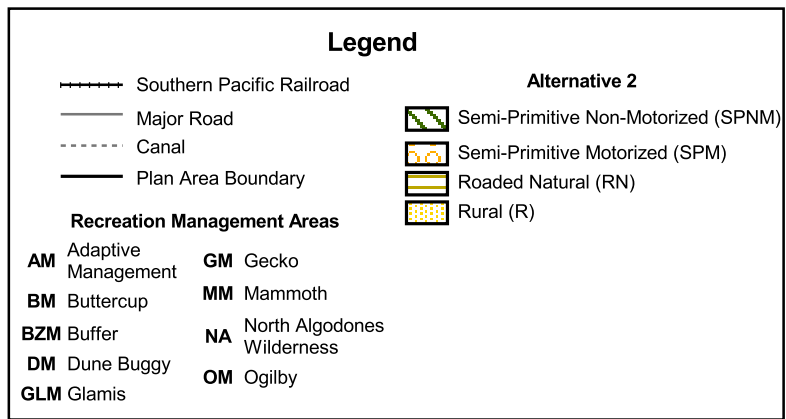 Legend
Southern Pacific Railroad
Major Road
Canal
Plan Area Boundary
Recreation Management Areas
AM Adaptive
Management
BM Buttercup
BZM Buffer
DM Dune Buggy
GLM Glamis
GM Gecko
MM Mammoth
NA North Algodones
Wilderness
OM Ogilby
Alternative 2
Semi-Primitive Non-Motorized (SPNM)
Semi-Primitive Motorized (SPM)
Roaded Natural (RN)
Rural (R)